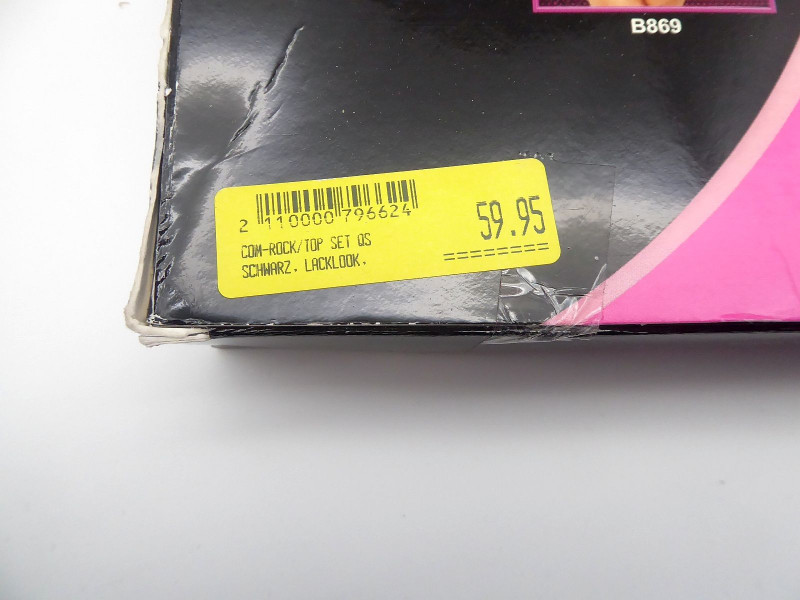 B869
2 110000 796624
59.95
========
COM-ROCK/TOP SET QS
SCHWARZ, LACKLOOK,